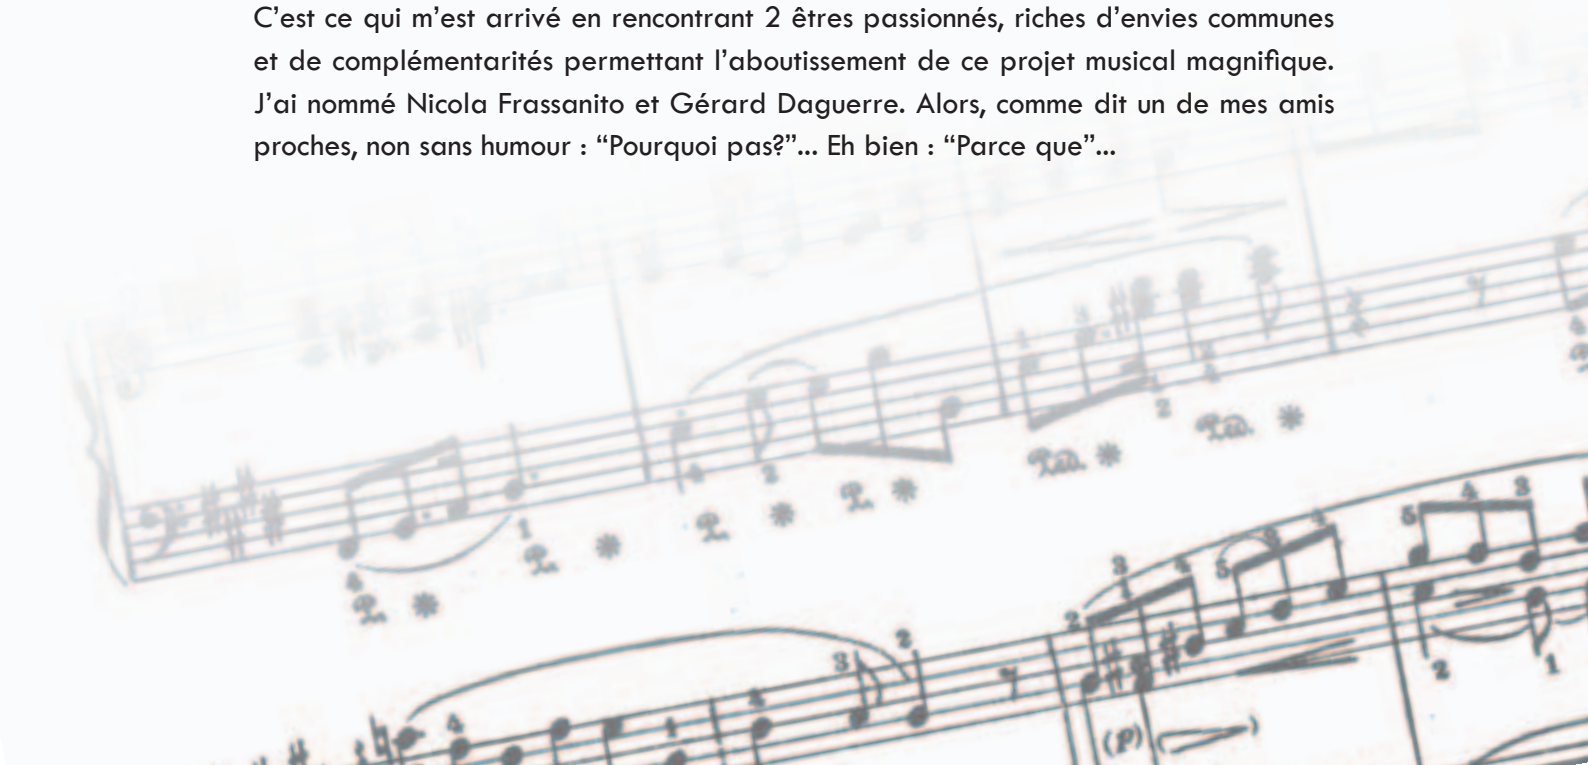 C’est ce qui m’est arrivé en rencontrant 2 êtres passionnés, riches d’envies communes
et de complémentarités permettant l’aboutissement de ce projet musical magnifique.
J’ai nommé Nicola Frassanito et Gérard Daguerre. Alors, comme dit un de mes amis
proches, non sans humour : “Pourquoi pas?”... Eh bien : “Parce que”...